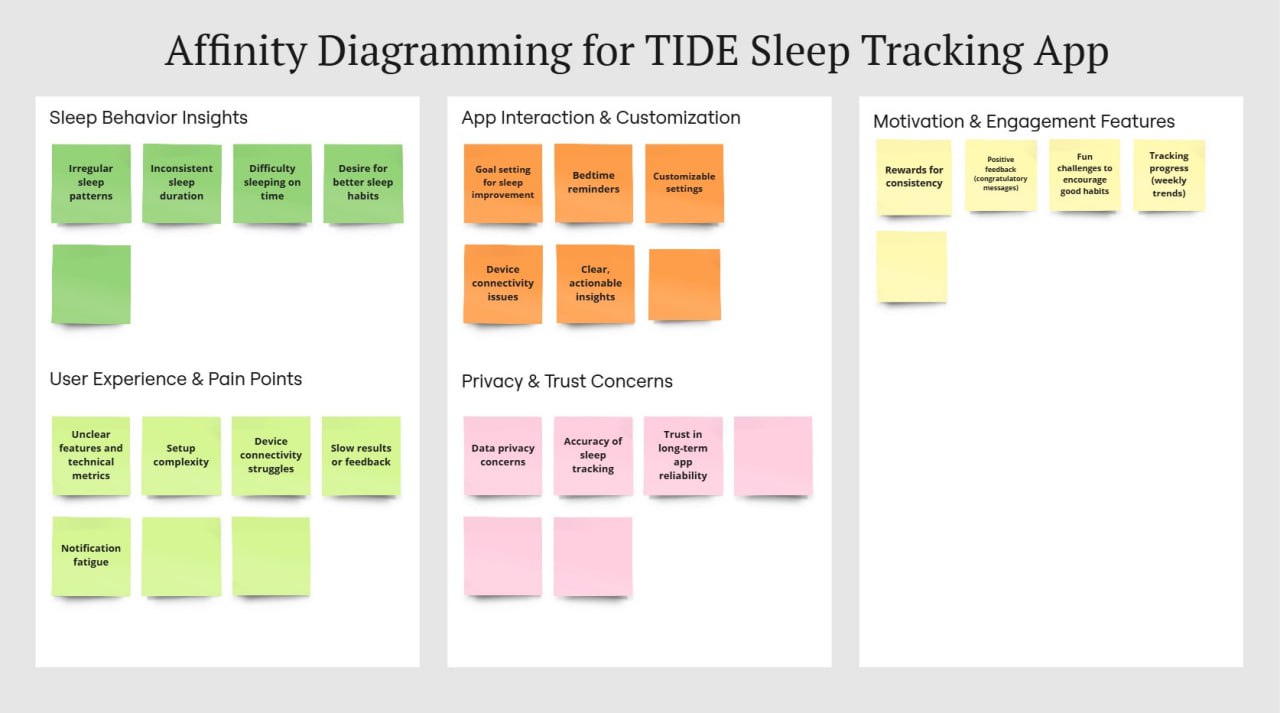 Affinity Diagramming for TIDE Sleep Tracking App
Sleep Behavior Insights
Irregular
sleep
patterns
Inconsistent
sleep
duration
Difficulty
sleeping on
time
Desire for
better sleep
habits
User Experience & Pain Points
Unclear
features and
technical
metrics
Setup
complexity
Device
connectivity
struggles
Slow results
or feedback
Notification
fatigue
App Interaction & Customization
Goal setting
for sleep
improvement
Bedtime
reminders
Customizable
settings
Device
connectivity
issues
Clear,
actionable
insights
Privacy & Trust Concerns
Data privacy
concerns
Accuracy of
sleep
tracking
Trust in
long-term
app
reliability
Motivation & Engagement Features
Rewards for
consistency
Positive
feedback
(congratulatory
messages)
Fun
challenges to
encourage
good habits
Tracking
progress
(weekly
trends)